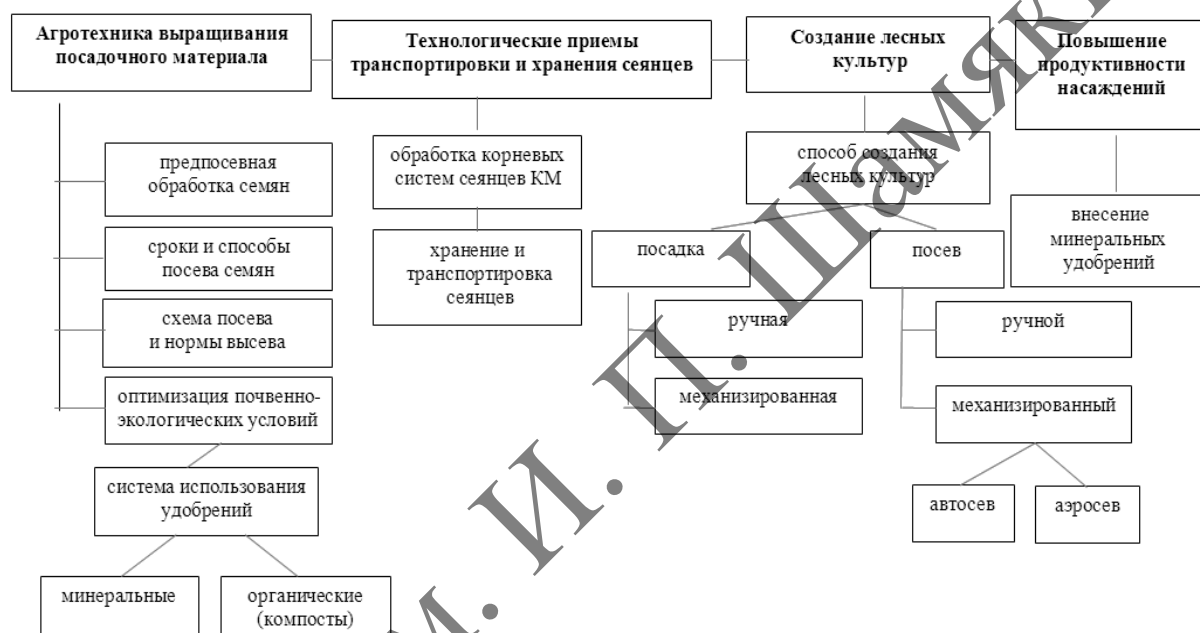 Агротехника выращивания
посадочного материала
Технологические приемы
транспортировки и хранения сеянцев
Создание лесных
культур
Повышение
продуктивности
насаждений
предпосевная
обработка семян
сроки и способы
посева семян
схема посева
и нормы высева
оптимизация почвенно-
экологических условий
система использования
удобрений
минеральные
органические
(компосты)
обработка корневых
систем сеянцев КМ
хранение и
транспортировка
сеянцев
способ создания
лесных культур
посадка
ручная
механизированная
посев
ручной
механизированный
автосев
аэросев
внесение
минеральных
удобрений
м. И. П. Шамяк